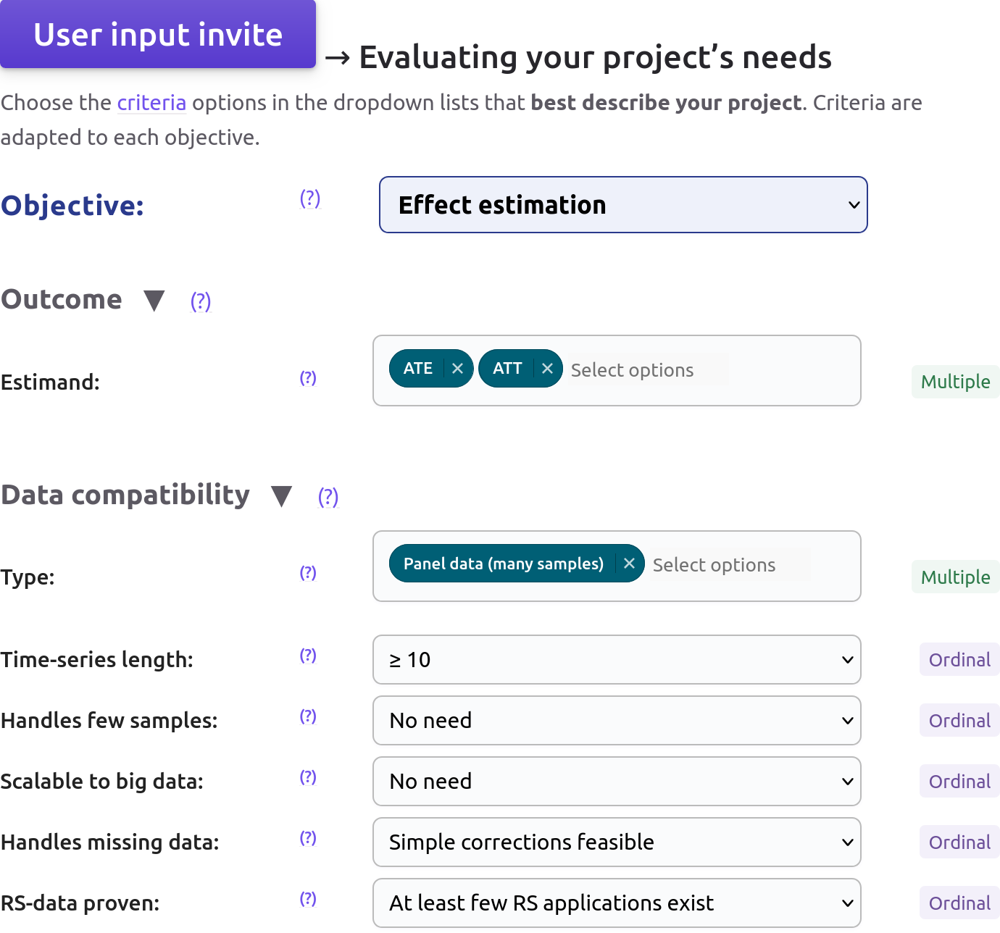 User input invite → Evaluating your project’s needs
Choose the criteria options in the dropdown lists that best describe your project. Criteria are
adapted to each objective.
Objective: (?) Effect estimation
Outcome ▼ (?)
Estimand: (?) ATE × ATT × Select options Multiple
Data compatibility ▼ (?)
Type: (?) Panel data (many samples) × Select options Multiple
Time-series length: (?) ≥ 10 Ordinal
Handles few samples: (?) No need Ordinal
Scalable to big data: (?) No need Ordinal
Handles missing data: (?) Simple corrections feasible Ordinal
RS-data proven: (?) At least few RS applications exist Ordinal